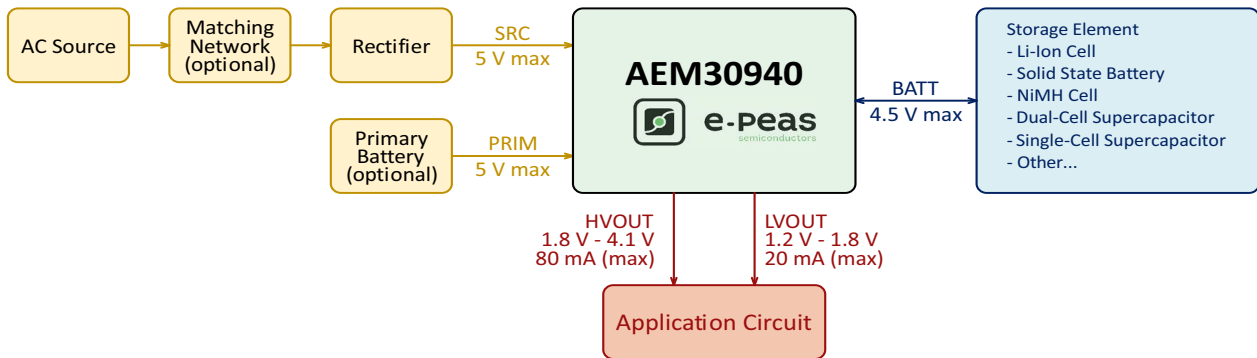 AC Source
Matching
Network
(optional)
Rectifier
SRC
5 V max
Primary
Battery
(optional)
PRIM
5 V max
AEM30940
e-peas
semiconductors
BATT
4.5 V max
Storage Element
- Li-Ion Cell
- Solid State Battery
- NiMH Cell
- Dual-Cell Supercapacitor
- Single-Cell Supercapacitor
- Other...
HVOUT
1.8 V - 4.1 V
80 mA (max)
LVOUT
1.2 V - 1.8 V
20 mA (max)
Application Circuit